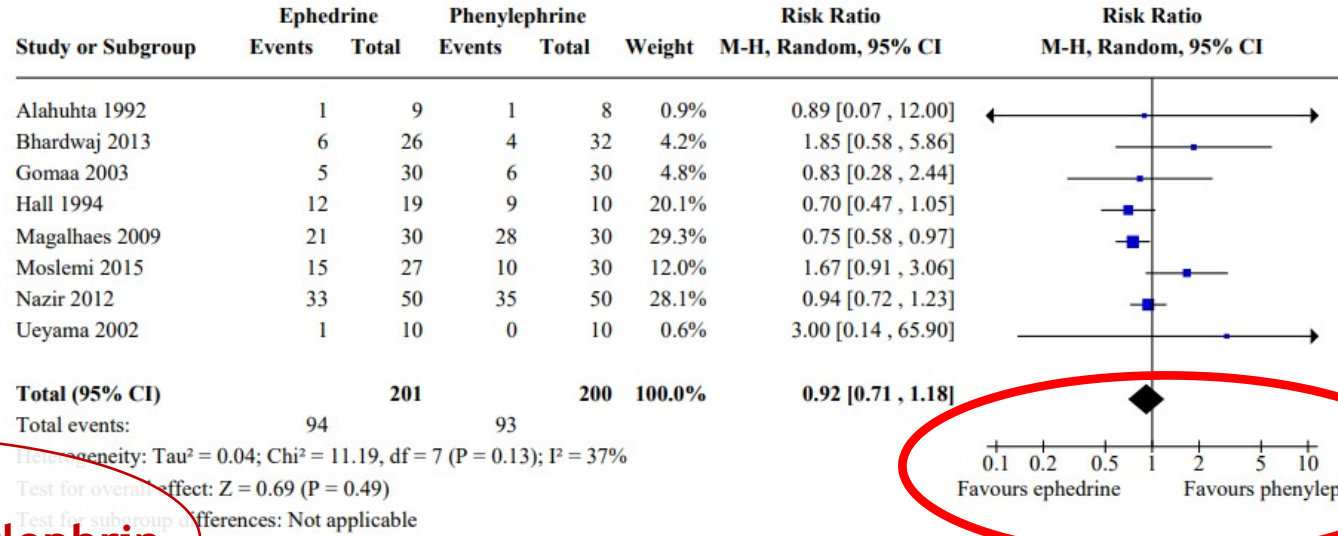 Ephedrine Phenylephrine Risk Ratio Risk Ratio
Study or Subgroup Events Total Events Total Weight M-H, Random, 95% CI M-H, Random, 95% CI
Alahuhta 1992 1 9 1 8 0.9% 0.89 [0.07 , 12.00]
Bhardwaj 2013 6 26 4 32 4.2% 1.85 [0.58 , 5.86]
Gomaa 2003 5 30 6 30 4.8% 0.83 [0.28 , 2.44]
Hall 1994 12 19 9 10 20.1% 0.70 [0.47 , 1.05]
Magalhaes 2009 21 30 28 30 29.3% 0.75 [0.58 , 0.97]
Moslemi 2015 15 27 10 30 12.0% 1.67 [0.91 , 3.06]
Nazir 2012 33 50 35 50 28.1% 0.94 [0.72 , 1.23]
Ueyama 2002 1 10 0 10 0.6% 3.00 [0.14 , 65.90]
Total (95% CI) 201 200 100.0% 0.92 [0.71 , 1.18]
Total events: 94 93
Heterogeneity: Tau² = 0.04; Chi² = 11.19, df = 7 (P = 0.13); I² = 37%
0.1 0.2 0.5 1 2 5 10
Test for overall effect: Z = 0.69 (P = 0.49)
Favours ephedrine Favours phenylep
Test for subgroup differences: Not applicable